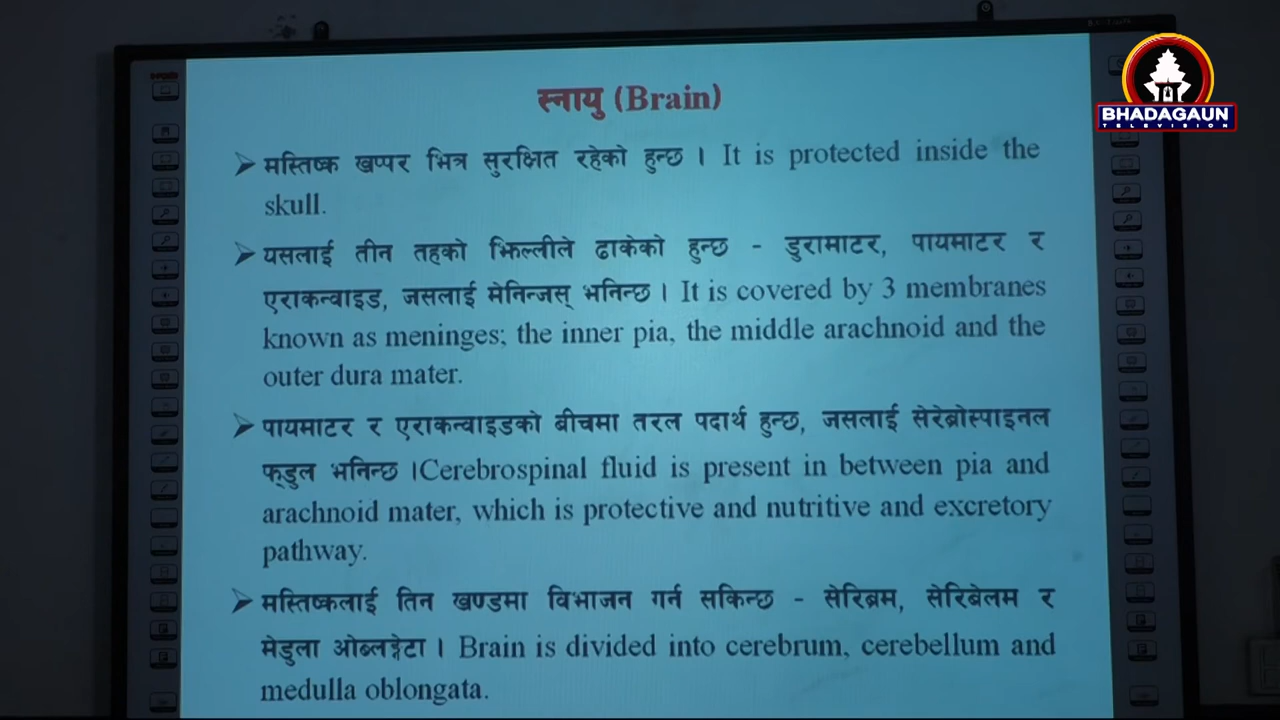 BHADAGAUN
TELEVISION
स्नायु (Brain)
➢ मस्तिष्क खप्पर भित्र सुरक्षित रहेको हुन्छ । It is protected inside the
skull.
➢ यसलाई तीन तहको झिल्लीले ढाकेको हुन्छ - डुरामाटर, पायमाटर र
एराकन्वाइड, जसलाई मेनिन्जस् भनिन्छ । It is covered by 3 membranes
known as meninges; the inner pia, the middle arachnoid and the
outer dura mater.
➢ पायमाटर र एराकन्वाइडको बीचमा तरल पदार्थ हुन्छ, जसलाई सेरेब्रोस्पाइनल
फ्डुल भनिन्छ ।Cerebrospinal fluid is present in between pia and
arachnoid mater, which is protective and nutritive and excretory
pathway.
➢ मस्तिष्कलाई तिन खण्डमा विभाजन गर्न सकिन्छ - सेरिब्रम, सेरिबेलम र
मेडुला ओब्लङ्गेटा । Brain is divided into cerebrum, cerebellum and
medulla oblongata.